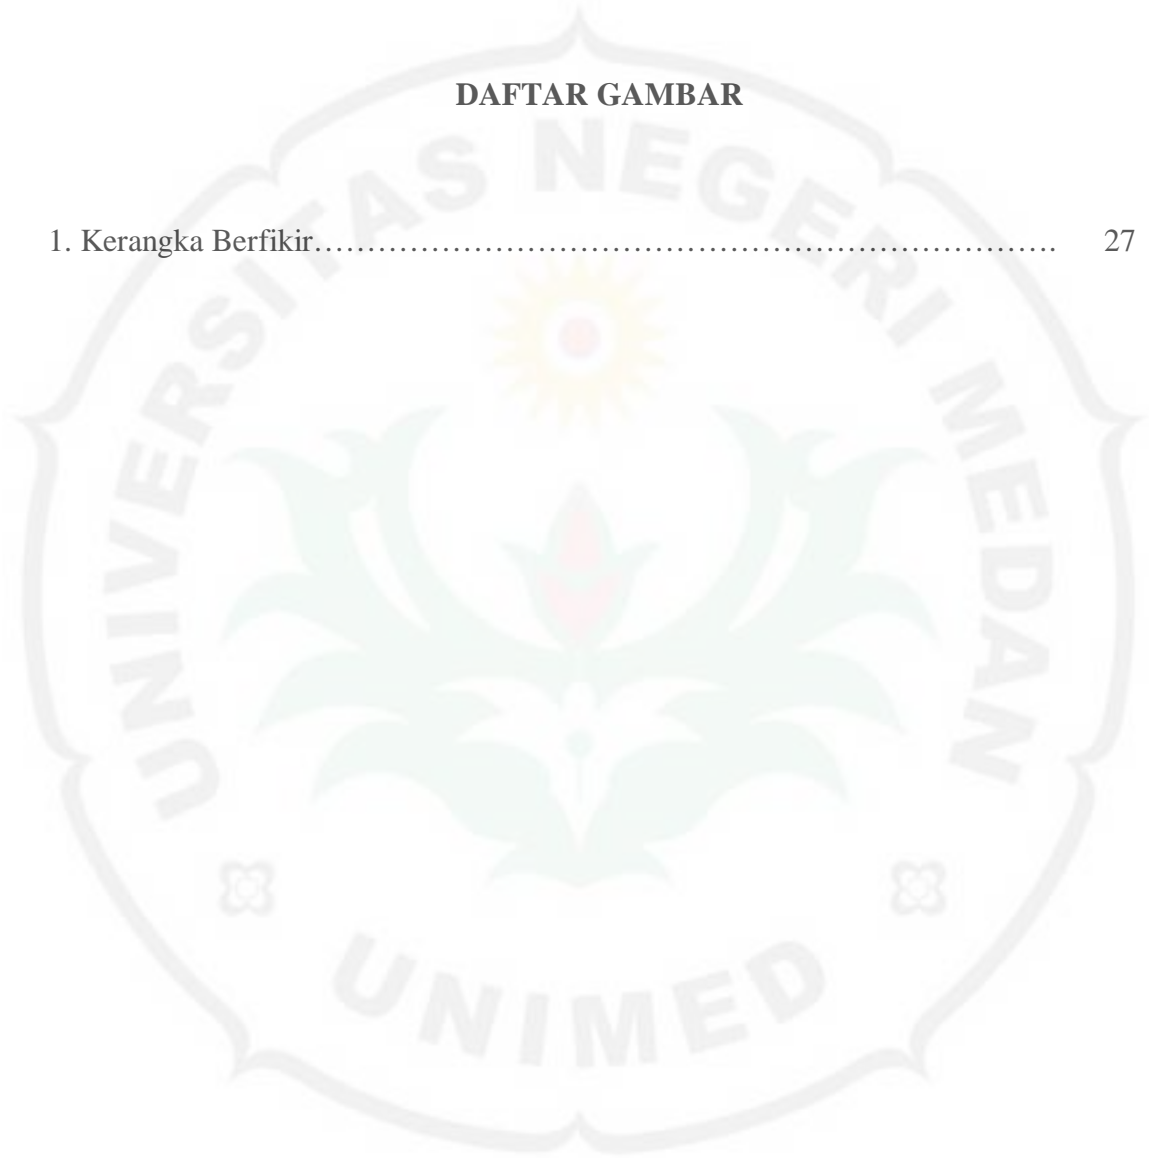 DAFTAR GAMBAR
UNIVERSITAS NEGERI MEDAN
1. Kerangka Berfikir…………………………………………………………….  27
UNIMED